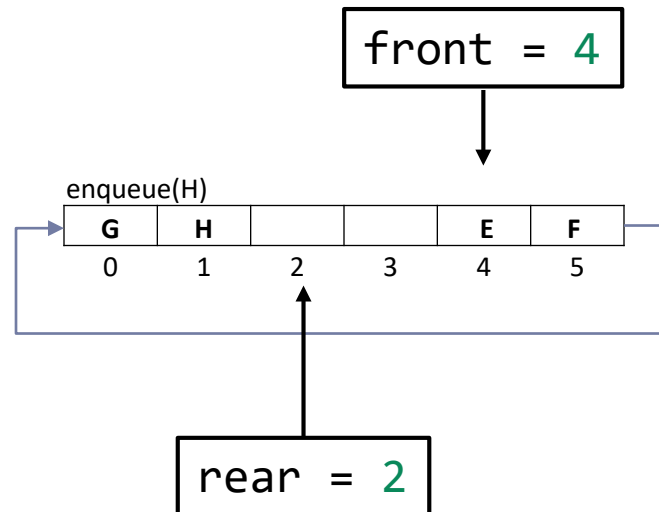 front = 4
enqueue(H)
G H E F
0 1 2 3 4 5
rear = 2